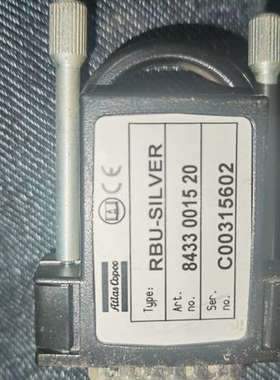 Atlas Copco
Type: RBU-SILVER
Art. no. 8433 0015 20
Ser. no. C00315602
CE